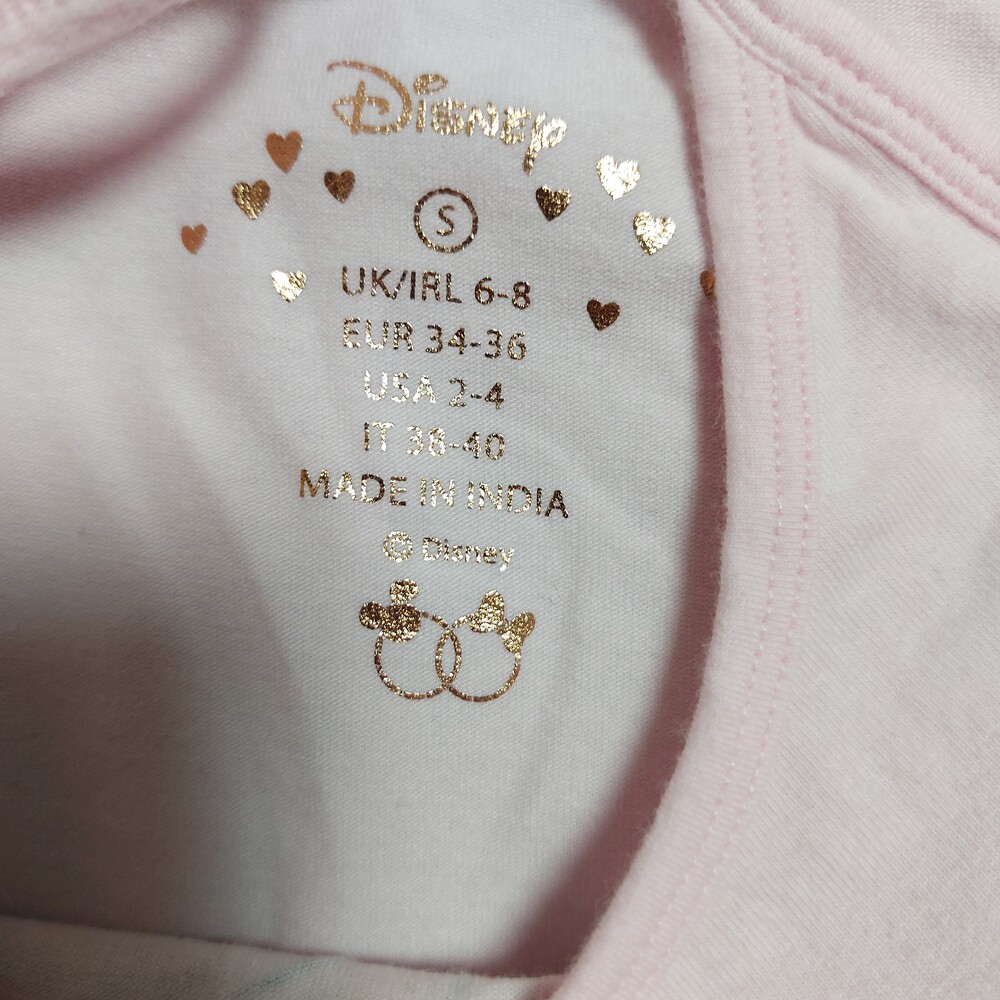 Disney
S
UK/IRL 6-8
EUR 34-36
USA 2-4
IT 38-40
MADE IN INDIA
© Disney